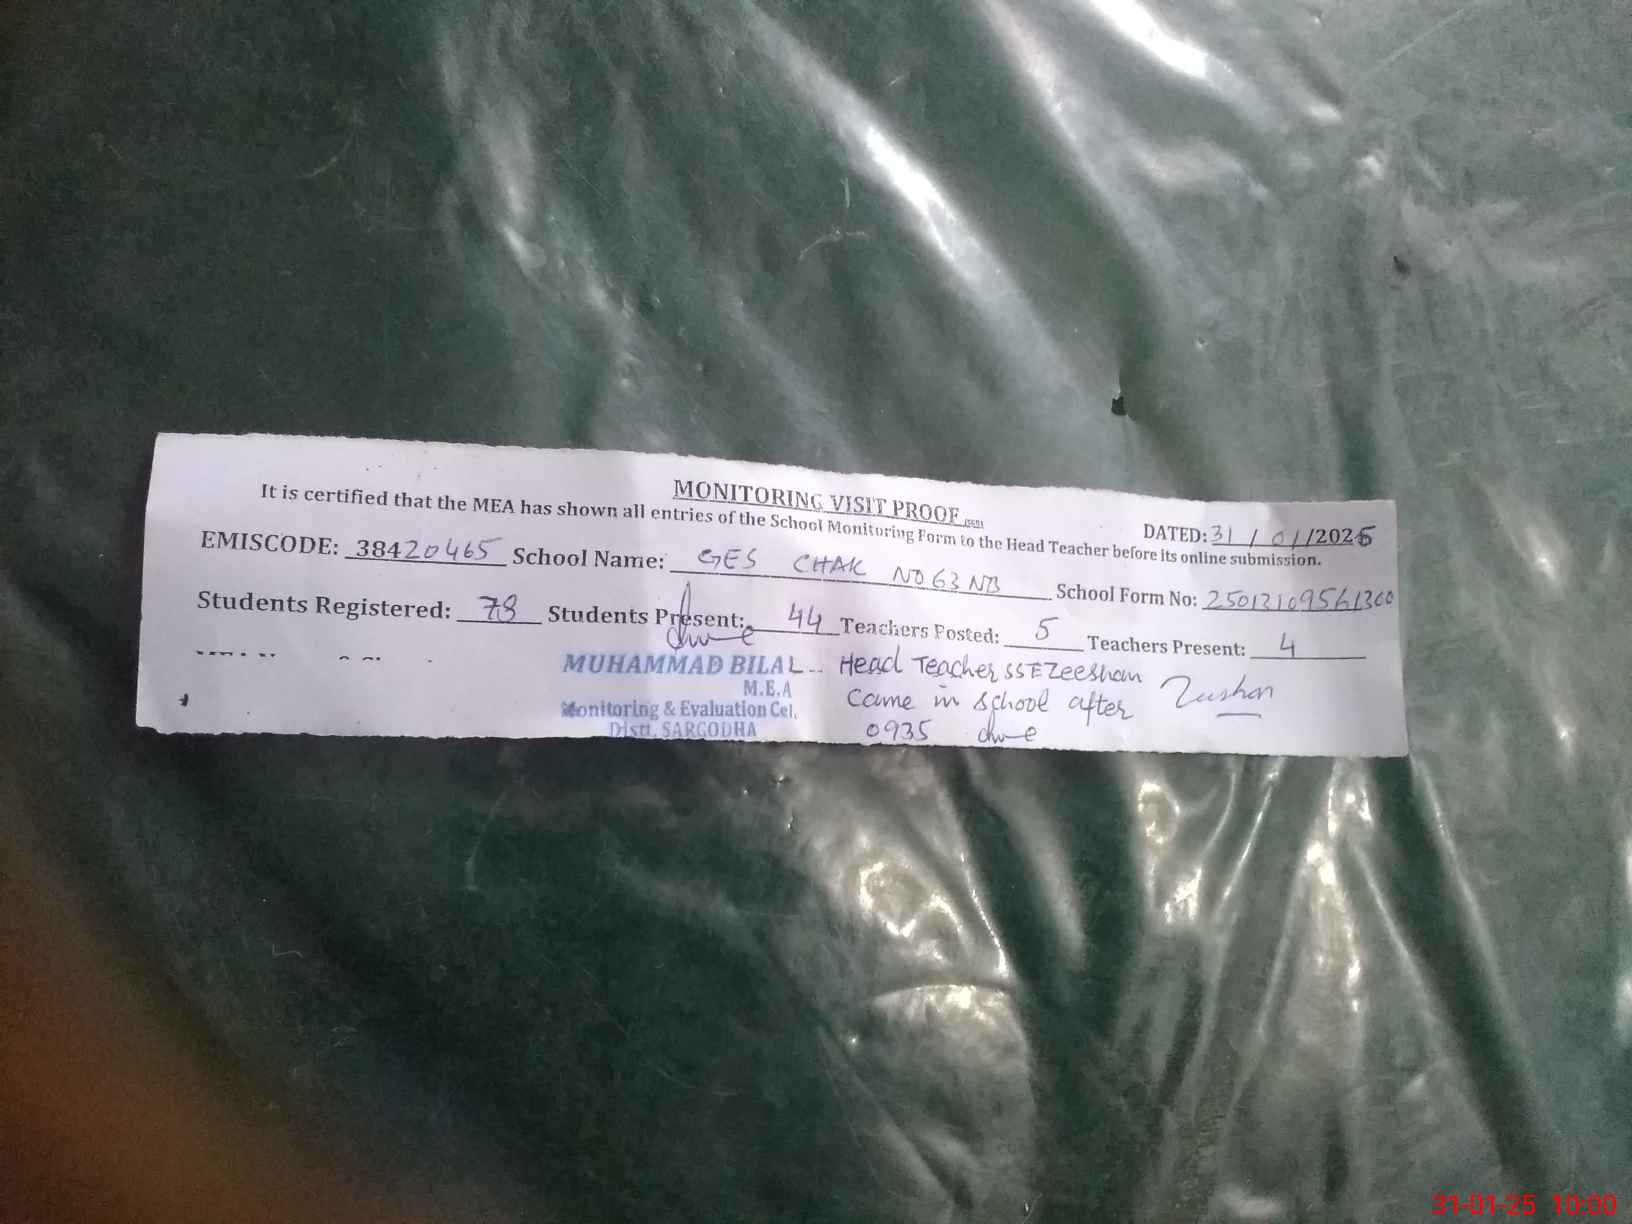 MONITORING VISIT PROOF
It is certified that the MEA has shown all entries of the School Monitoring Form to the Head Teacher before its online submission.
DATED: 31 / 01 / 2025
EMISCODE: 38420465 School Name: GES CHAK NO 63 NB School Form No: 25013109561300
Students Registered: 78 Students Present: 44 Teachers Posted: 5 Teachers Present: 4
MUHAMMAD BILAL
M.E.A
Monitoring & Evaluation Cel.
Distt. SARGODHA
Head Teacher SSE Zeeshan
Came in school after
0935
Zeeshan
31-01-25 10:00